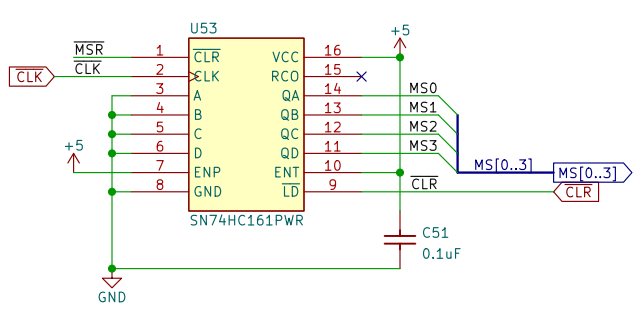 U53
+5
MSR
1
CLR
VCC
16
CLK
CLK
2
CLK
RCO
15
3
A
QA
14
MS0
4
B
QB
13
MS1
5
C
QC
12
MS2
6
D
QD
11
MS3
+5
7
ENP
ENT
10
MS[0..3]
MS[0..3]
8
GND
LD
9
CLR
CLR
SN74HC161PWR
C51
0.1uF
GND